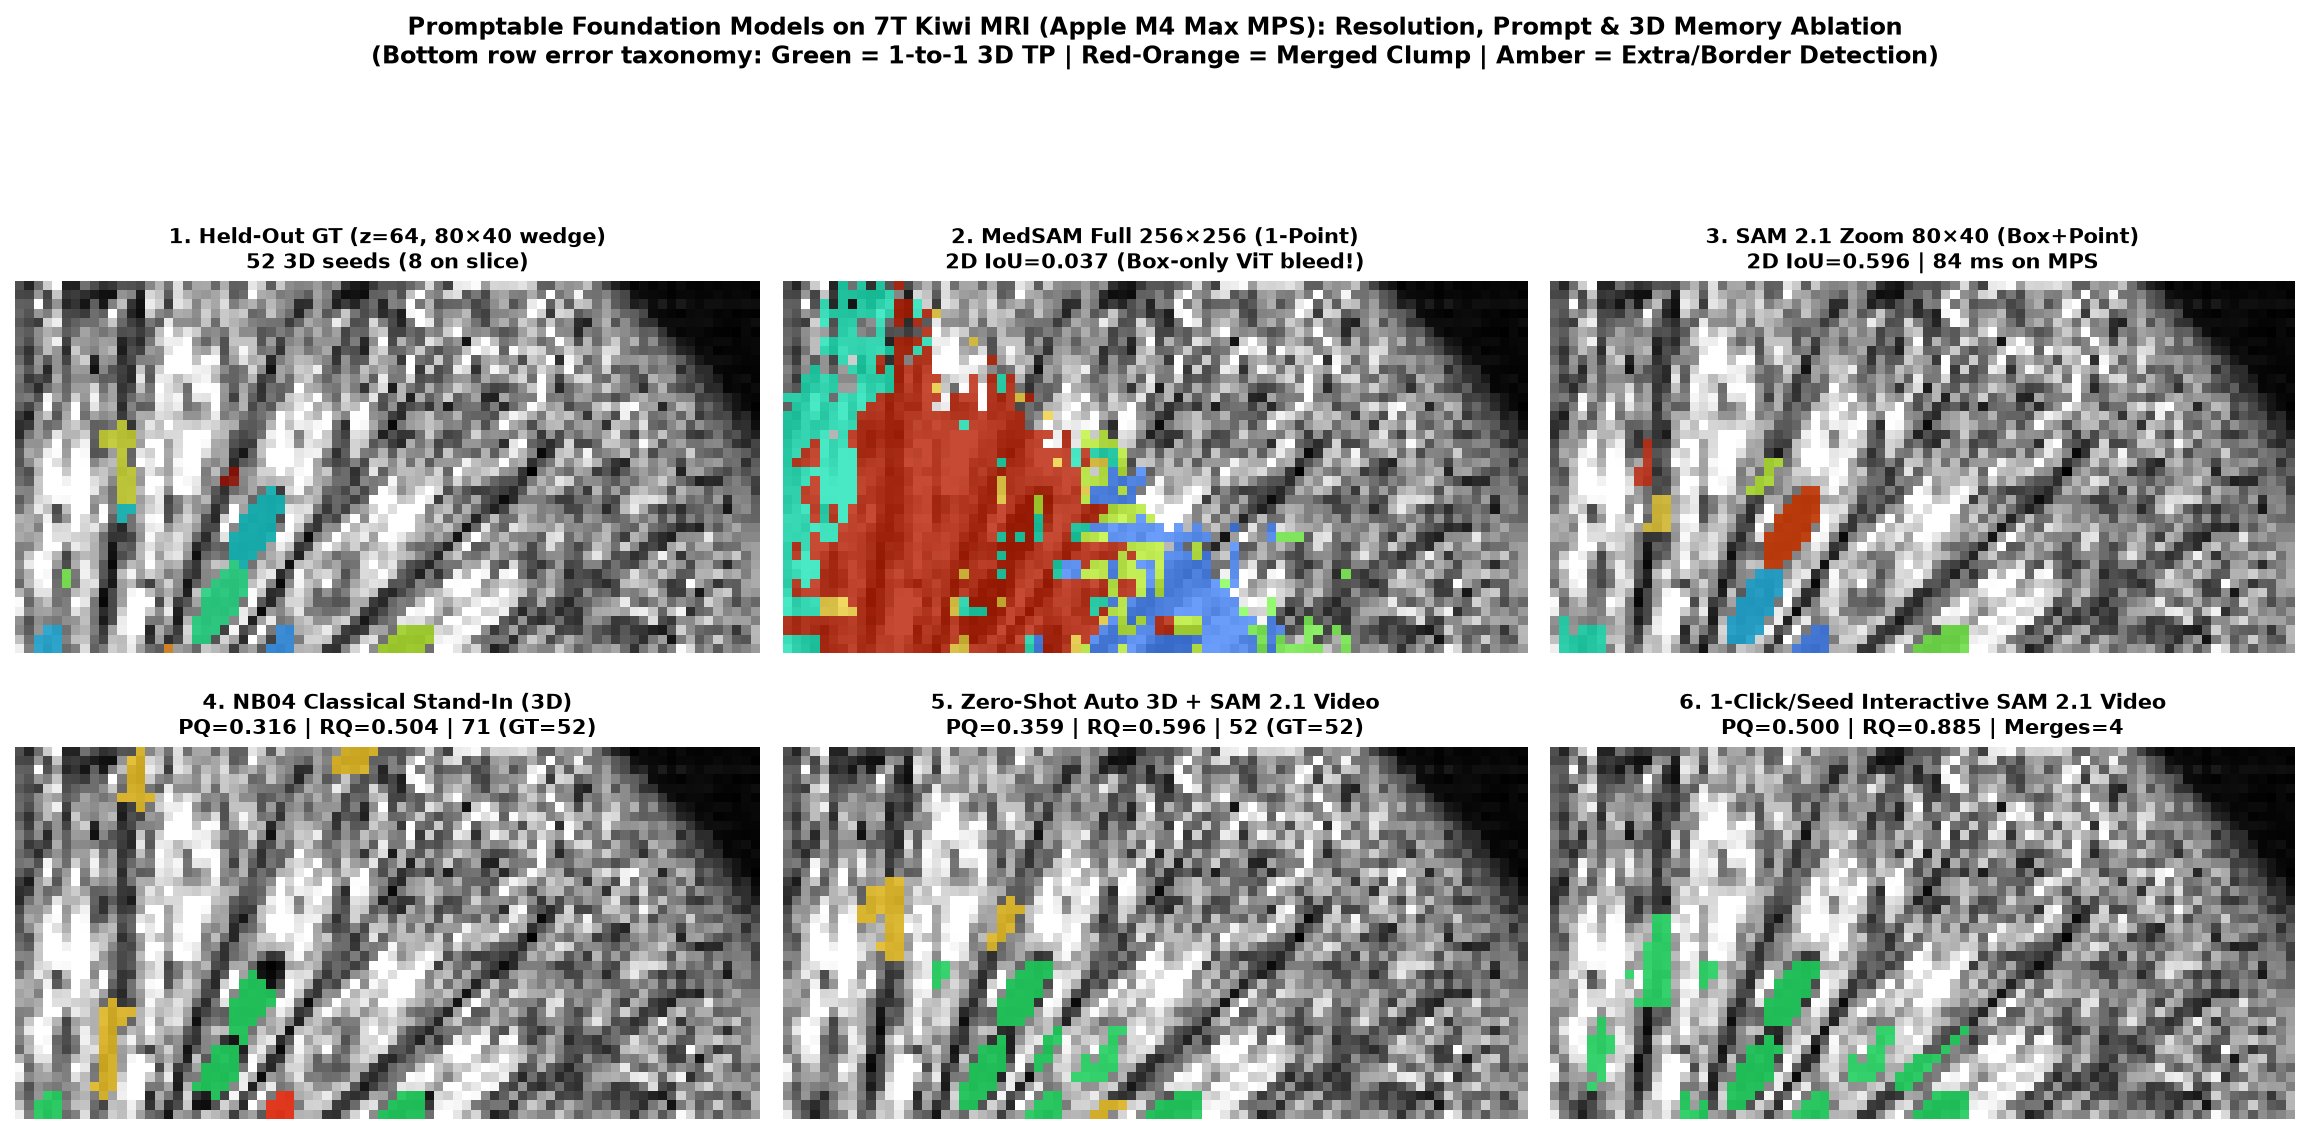 Promptable Foundation Models on 7T Kiwi MRI (Apple M4 Max MPS): Resolution, Prompt & 3D Memory Ablation
(Bottom row error taxonomy: Green = 1-to-1 3D TP | Red-Orange = Merged Clump | Amber = Extra/Border Detection)
1. Held-Out GT (z=64, 80×40 wedge)
52 3D seeds (8 on slice)
2. MedSAM Full 256×256 (1-Point)
2D IoU=0.037 (Box-only ViT bleed!)
3. SAM 2.1 Zoom 80×40 (Box+Point)
2D IoU=0.596 | 84 ms on MPS
4. NB04 Classical Stand-In (3D)
PQ=0.316 | RQ=0.504 | 71 (GT=52)
5. Zero-Shot Auto 3D + SAM 2.1 Video
PQ=0.359 | RQ=0.596 | 52 (GT=52)
6. 1-Click/Seed Interactive SAM 2.1 Video
PQ=0.500 | RQ=0.885 | Merges=4